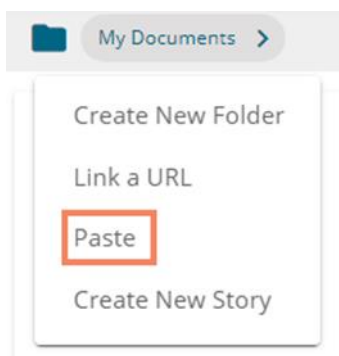 My Documents
Create New Folder
Link a URL
Paste
Create New Story